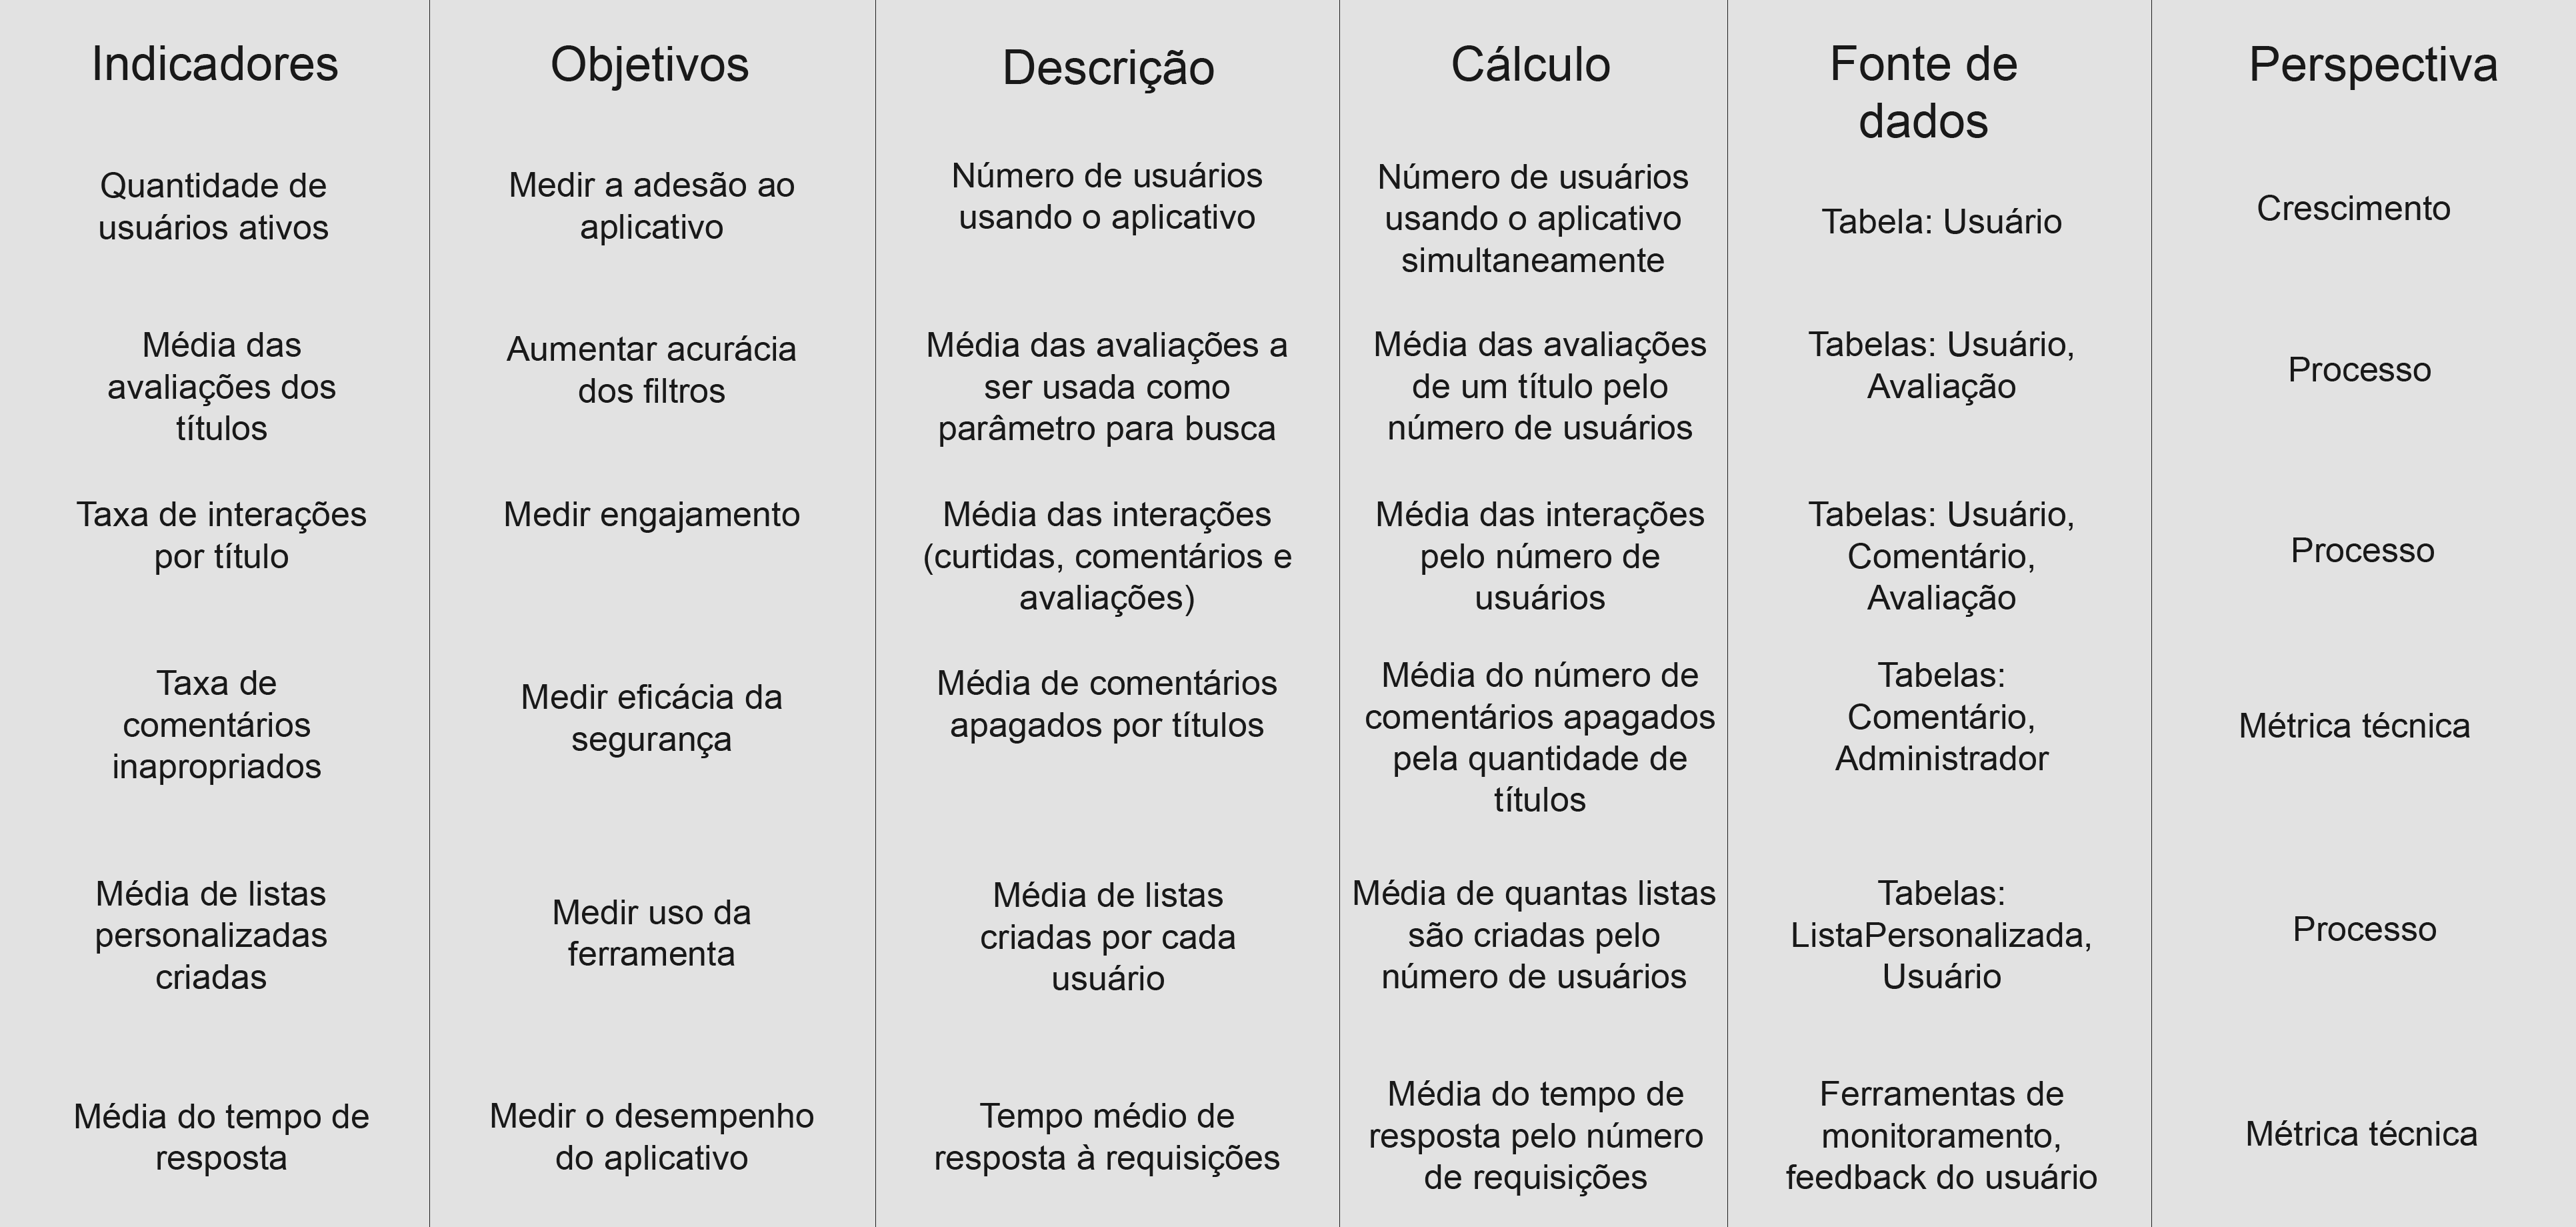 Indicadores
Objetivos
Descrição
Cálculo
Fonte de
dados
Perspectiva
Quantidade de
usuários ativos
Medir a adesão ao
aplicativo
Número de usuários
usando o aplicativo
Número de usuários
usando o aplicativo
simultaneamente
Tabela: Usuário
Crescimento
Média das
avaliações dos
títulos
Aumentar acurácia
dos filtros
Média das avaliações a
ser usada como
parâmetro para busca
Média das avaliações
de um título pelo
número de usuários
Tabelas: Usuário,
Avaliação
Processo
Taxa de interações
por título
Medir engajamento
Média das interações
(curtidas, comentários e
avaliações)
Média das interações
pelo número de
usuários
Tabelas: Usuário,
Comentário,
Avaliação
Processo
Taxa de
comentários
inapropriados
Medir eficácia da
segurança
Média de comentários
apagados por títulos
Média do número de
comentários apagados
pela quantidade de
títulos
Tabelas:
Comentário,
Administrador
Métrica técnica
Média de listas
personalizadas
criadas
Medir uso da
ferramenta
Média de listas
criadas por cada
usuário
Média de quantas listas
são criadas pelo
número de usuários
Tabelas:
ListaPersonalizada,
Usuário
Processo
Média do tempo de
resposta
Medir o desempenho
do aplicativo
Tempo médio de
resposta à requisições
Média do tempo de
resposta pelo número
de requisições
Ferramentas de
monitoramento,
feedback do usuário
Métrica técnica